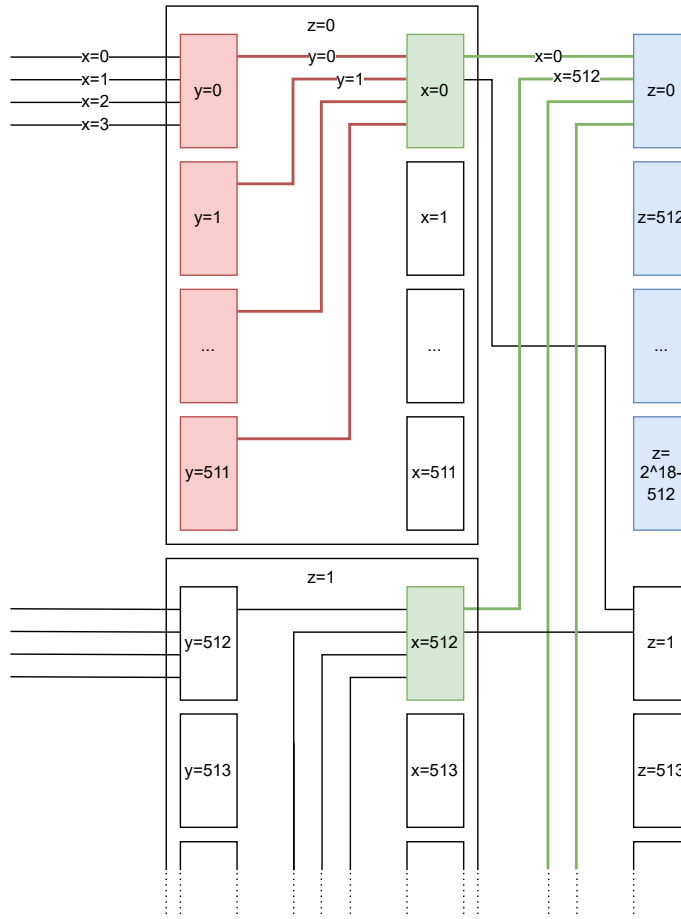 z=0
x=0
y=0
x=0
x=1
y=1
x=512
x=2
y=0
x=0
z=0
x=3
y=1
x=1
z=512
...
...
...
y=511
x=511
z=
2^18-
512
z=1
y=512
x=512
z=1
y=513
x=513
z=513